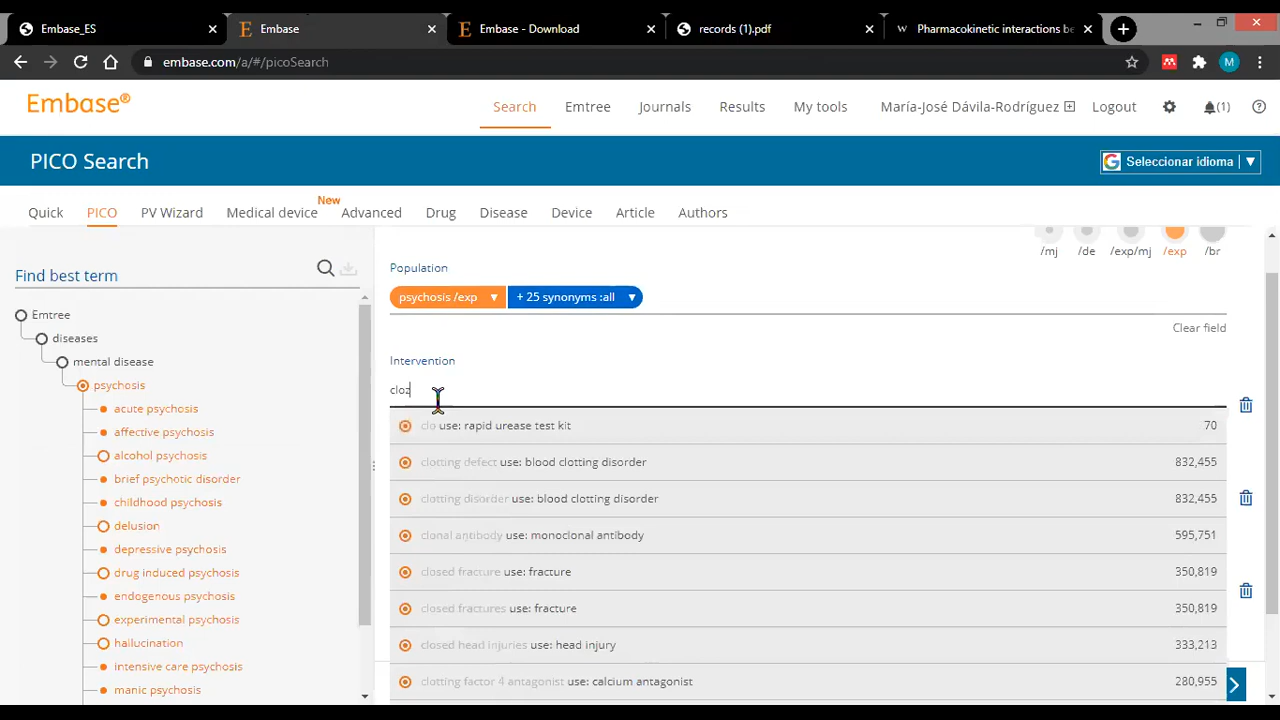 Embase_ES
Embase
Embase - Download
records (1).pdf
Pharmacokinetic interactions be
embase.com/a/#/picoSearch
M
Embase®
Search
Emtree
Journals
Results
My tools
María-José Dávila-Rodríguez
Logout
(1)
PICO Search
Seleccionar idioma
New
Quick
PICO
PV Wizard
Medical device
Advanced
Drug
Disease
Device
Article
Authors
/mj
/de
/exp/mj
/exp
/br
Find best term
Emtree
diseases
mental disease
psychosis
acute psychosis
affective psychosis
alcohol psychosis
brief psychotic disorder
childhood psychosis
delusion
depressive psychosis
drug induced psychosis
endogenous psychosis
experimental psychosis
hallucination
intensive care psychosis
manic psychosis
Population
psychosis /exp
+ 25 synonyms :all
Clear field
Intervention
cloz
clo use: rapid urease test kit 70
clotting defect use: blood clotting disorder 832,455
clotting disorder use: blood clotting disorder 832,455
clonal antibody use: monoclonal antibody 595,751
closed fracture use: fracture 350,819
closed fractures use: fracture 350,819
closed head injuries use: head injury 333,213
clotting factor 4 antagonist use: calcium antagonist 280,955